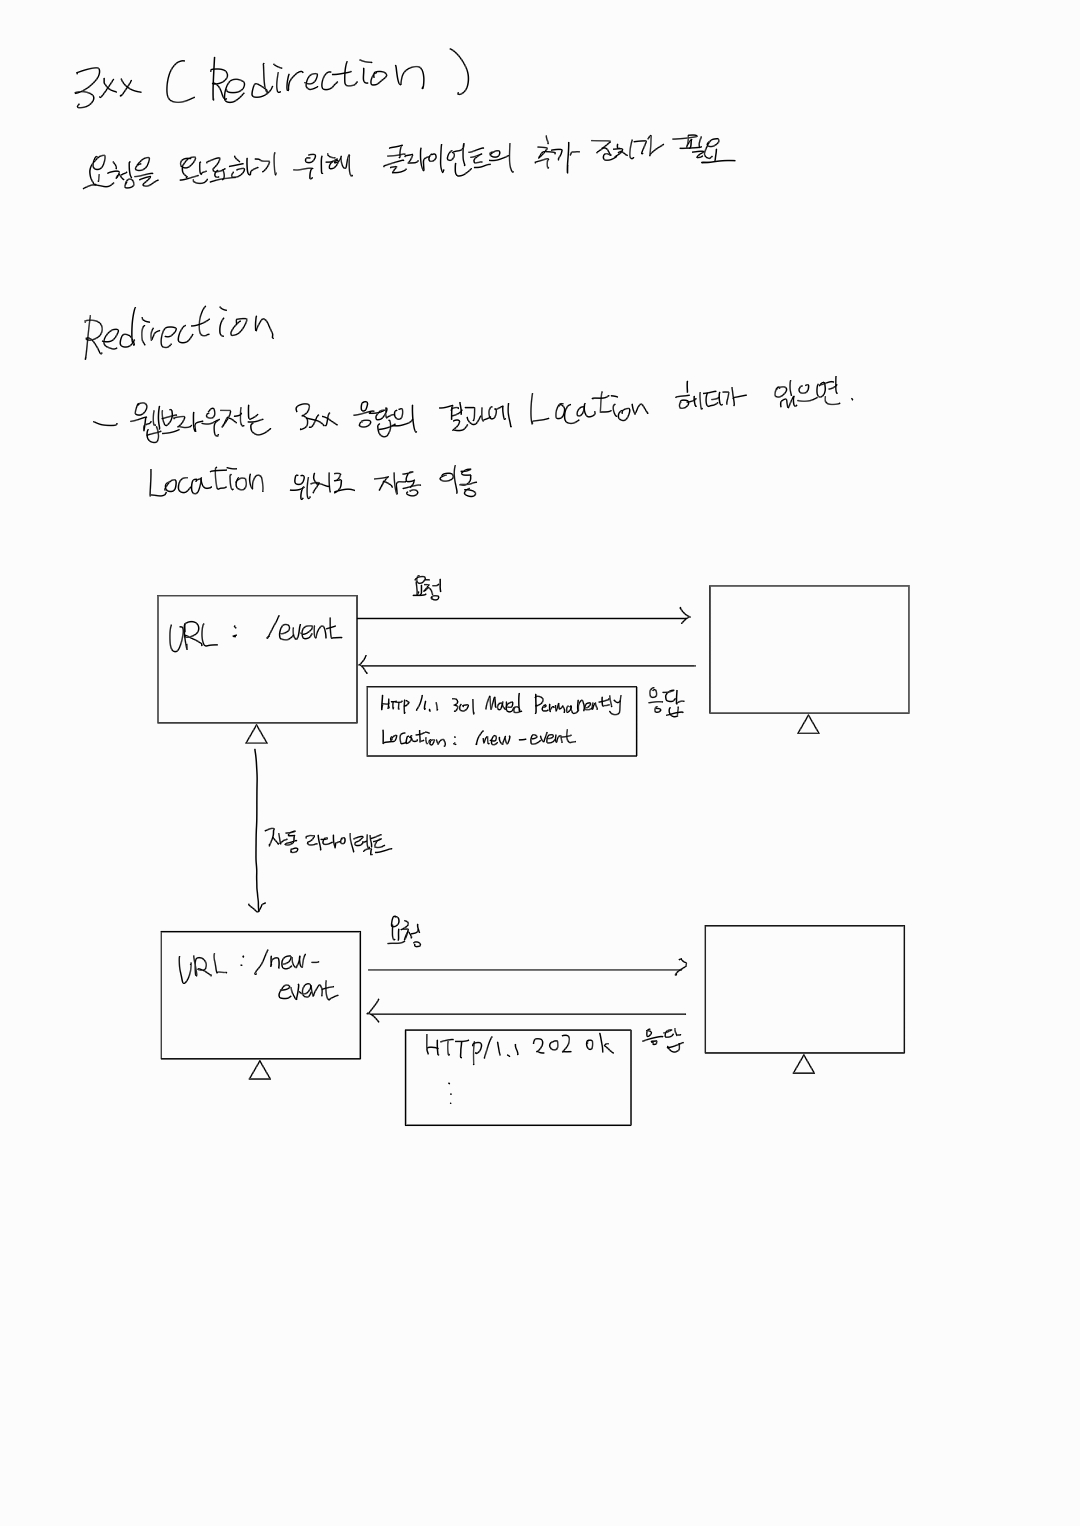 3xx ( Redirection )
요청을 완료하기 위해 클라이언트의 추가 조치가 필요
Redirection
- 웹브라우저는 3xx 응답의 결과에 Location 헤더가 있으면.
Location 위치로 자동 이동
요청
URL : /event
Http /1.1 301 Moved Permanently
응답
Location : /new - event
자동 리다이렉트
요청
URL : /new-
event
응답
HTTp/1.1 202 ok
: